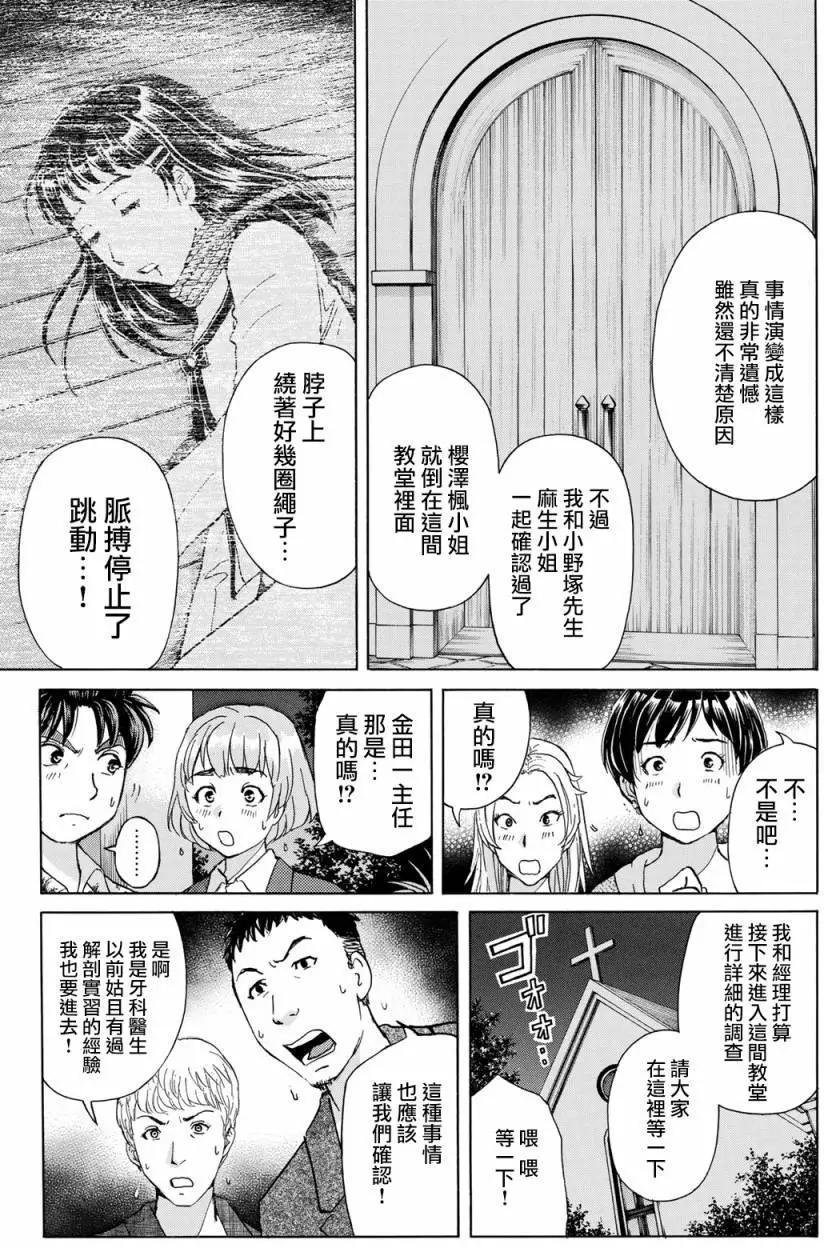 事情演變成這樣
真的非常遺憾
雖然還不清楚原因
不過
我和小野塚先生
麻生小姐
一起確認過了
櫻澤楓小姐
就倒在這間
教堂裡面
脖子上
繞著好幾圈繩子…
脈搏停止了
跳動…！
不…
不是吧…
真的嗎!?
金田一主任
那是…
真的嗎!?
……
我和經理打算
接下來進入這間教堂
進行詳細的調查
請大家
在這裡等一下
ゴオォ…
喂喂
等一下！
這種事情
也應該
讓我們確認！
是啊
我是牙科醫生
以前姑且有過
解剖實習的經驗
我也要進去！